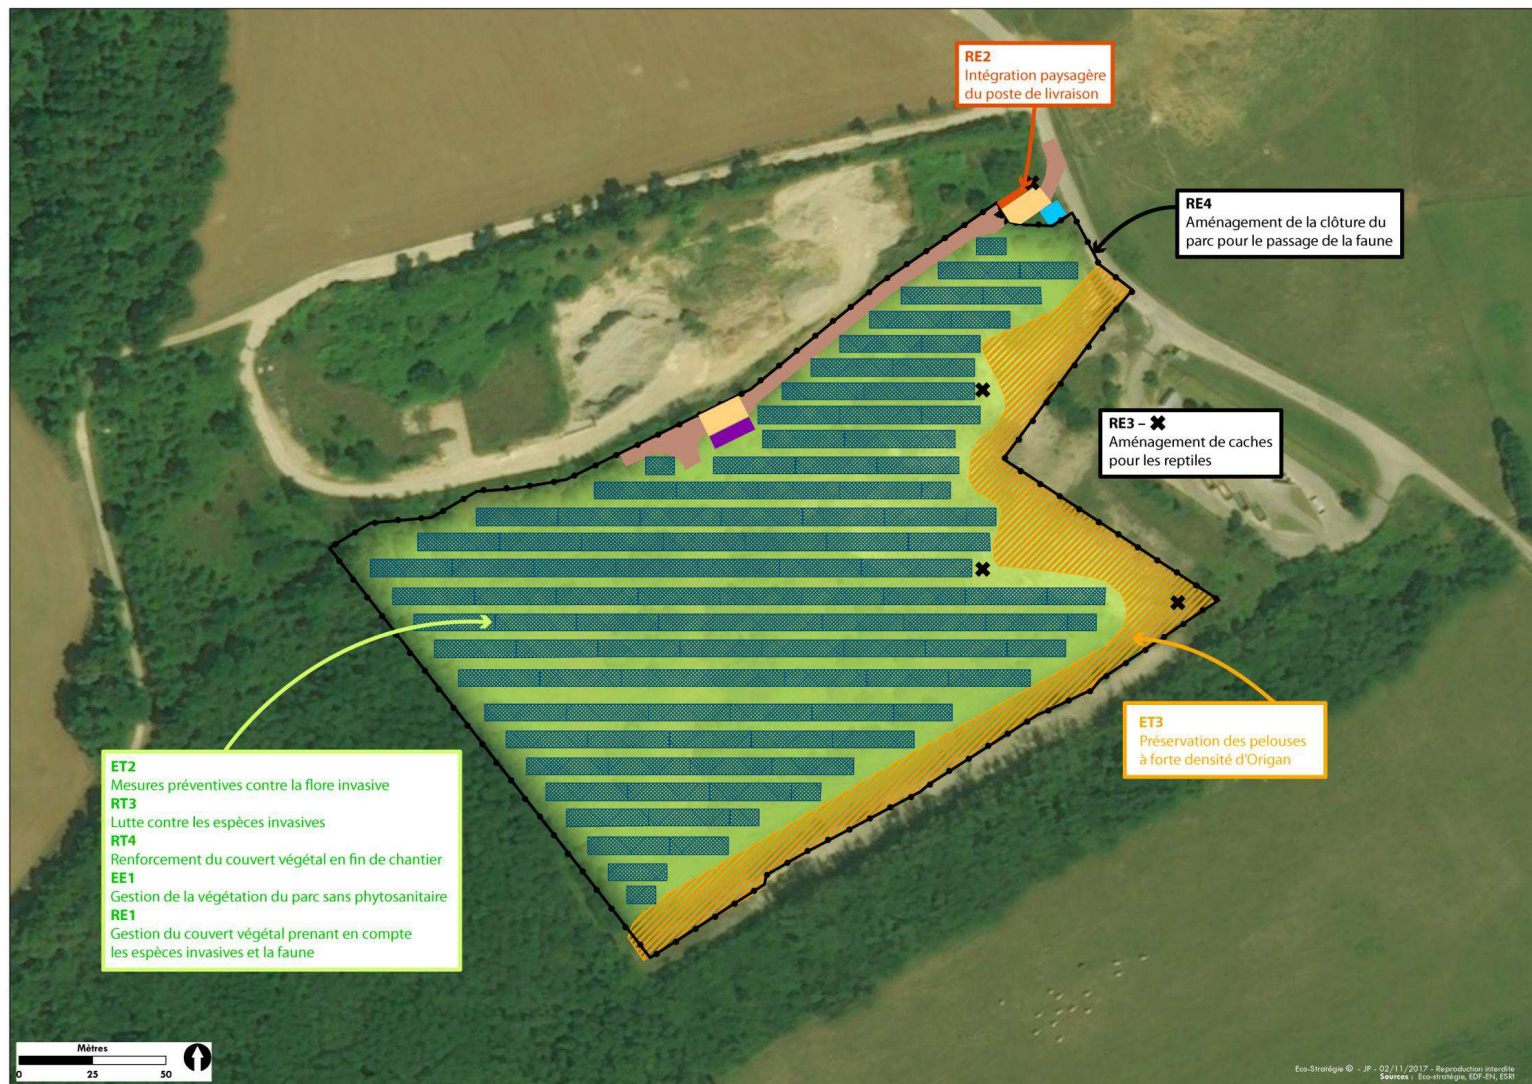 RE2
Intégration paysagère
du poste de livraison
RE4
Aménagement de la clôture du
parc pour le passage de la faune
RE3 – ✖
Aménagement de caches
pour les reptiles
ET3
Préservation des pelouses
à forte densité d'Origan
ET2
Mesures préventives contre la flore invasive
RT3
Lutte contre les espèces invasives
RT4
Renforcement du couvert végétal en fin de chantier
EE1
Gestion de la végétation du parc sans phytosanitaire
RE1
Gestion du couvert végétal prenant en compte
les espèces invasives et la faune
Mètres
0 25 50
Eco-Stratégie © - JP - 02/11/2017 - Reproduction interdite
Sources : Eco-stratégie, EDF-EN, ESRI